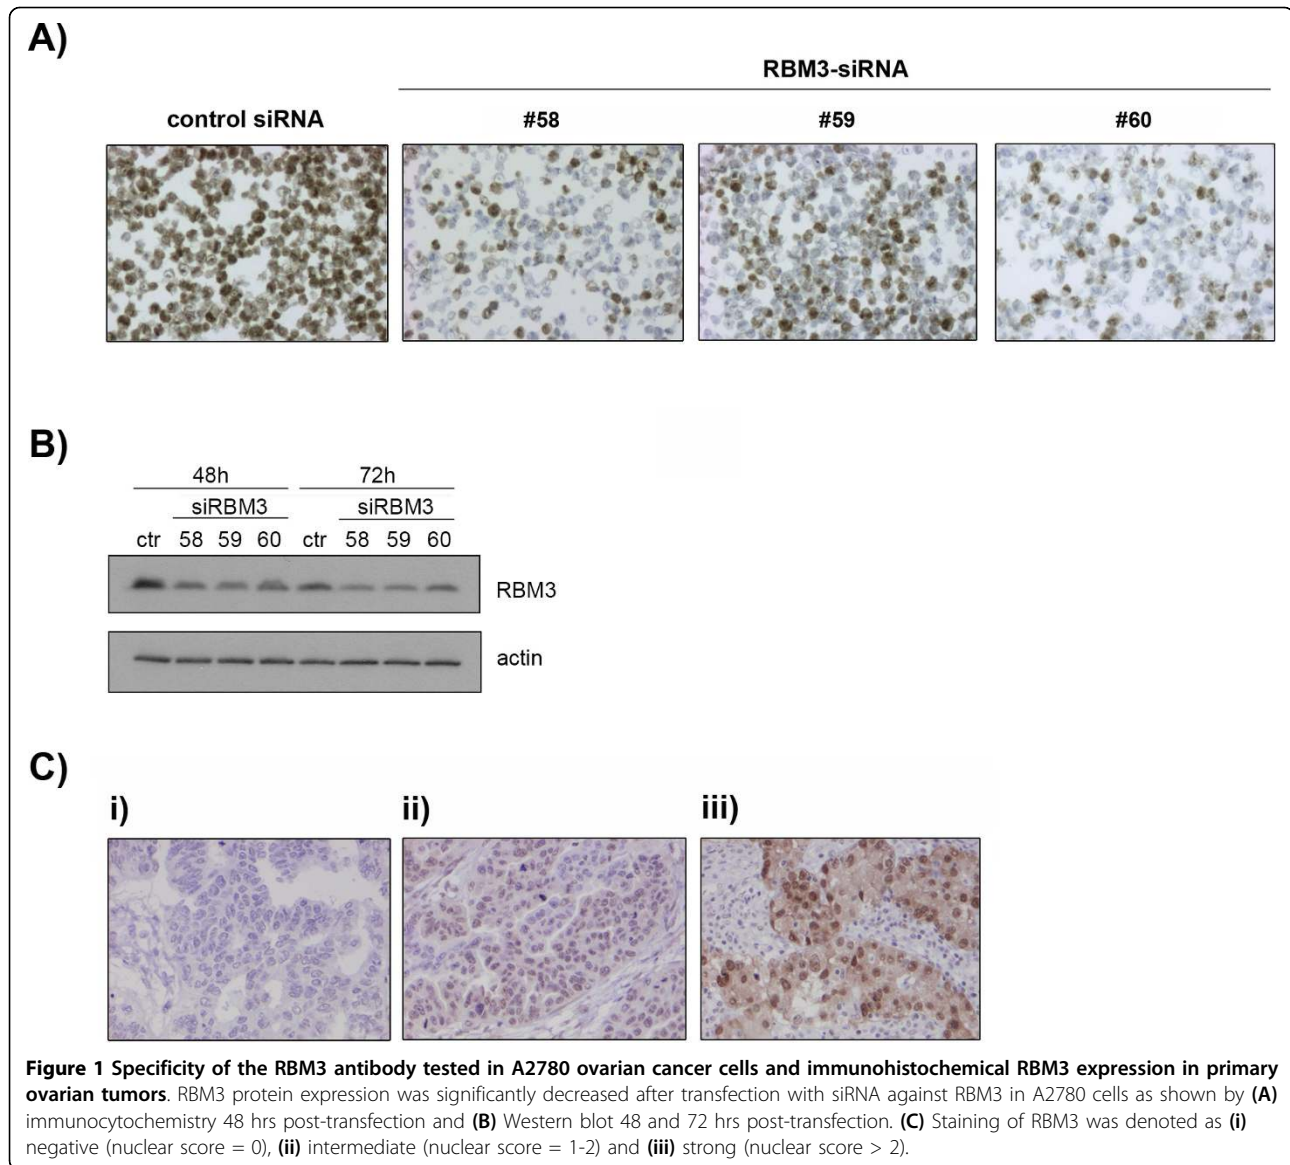 A)
RBM3-siRNA
control siRNA #58 #59 #60
B)
48h 72h
siRBM3 siRBM3
ctr 58 59 60 ctr 58 59 60
RBM3
actin
C)
i) ii) iii)
Figure 1 Specificity of the RBM3 antibody tested in A2780 ovarian cancer cells and immunohistochemical RBM3 expression in primary
ovarian tumors. RBM3 protein expression was significantly decreased after transfection with siRNA against RBM3 in A2780 cells as shown by (A)
immunocytochemistry 48 hrs post-transfection and (B) Western blot 48 and 72 hrs post-transfection. (C) Staining of RBM3 was denoted as (i)
negative (nuclear score = 0), (ii) intermediate (nuclear score = 1-2) and (iii) strong (nuclear score > 2).